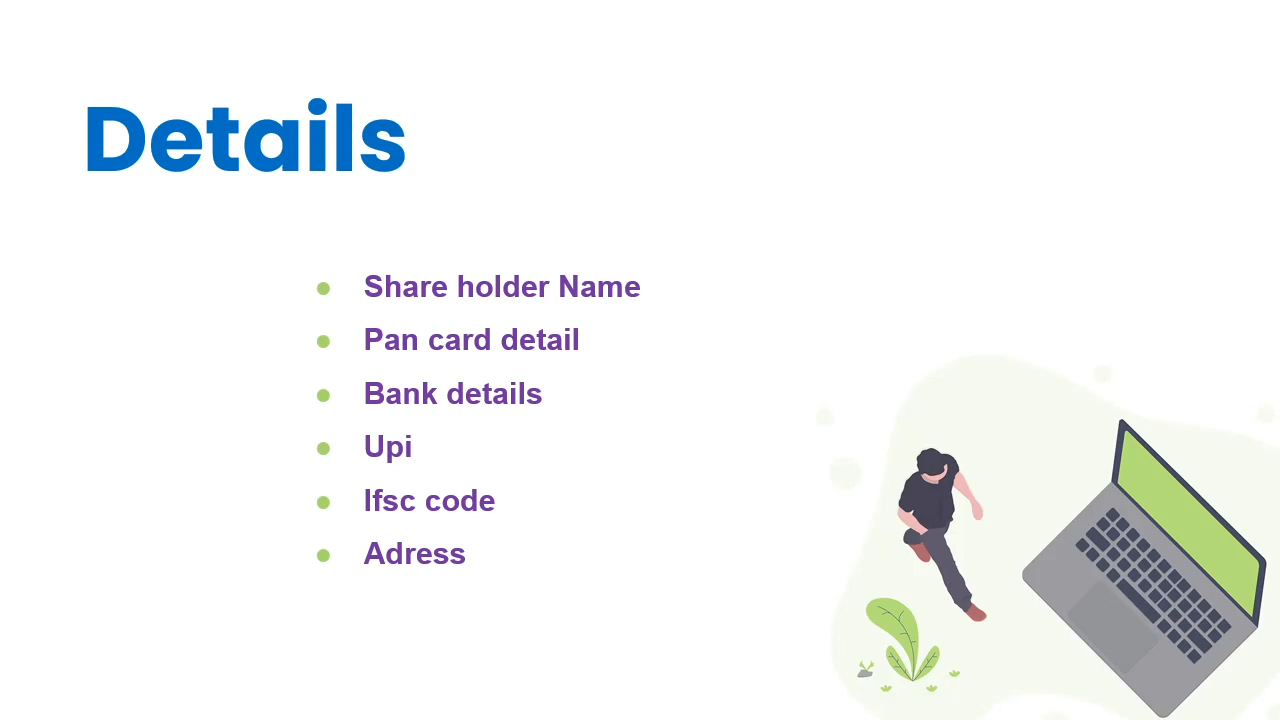 Details
Share holder Name
Pan card detail
Bank details
Upi
Ifsc code
Adress